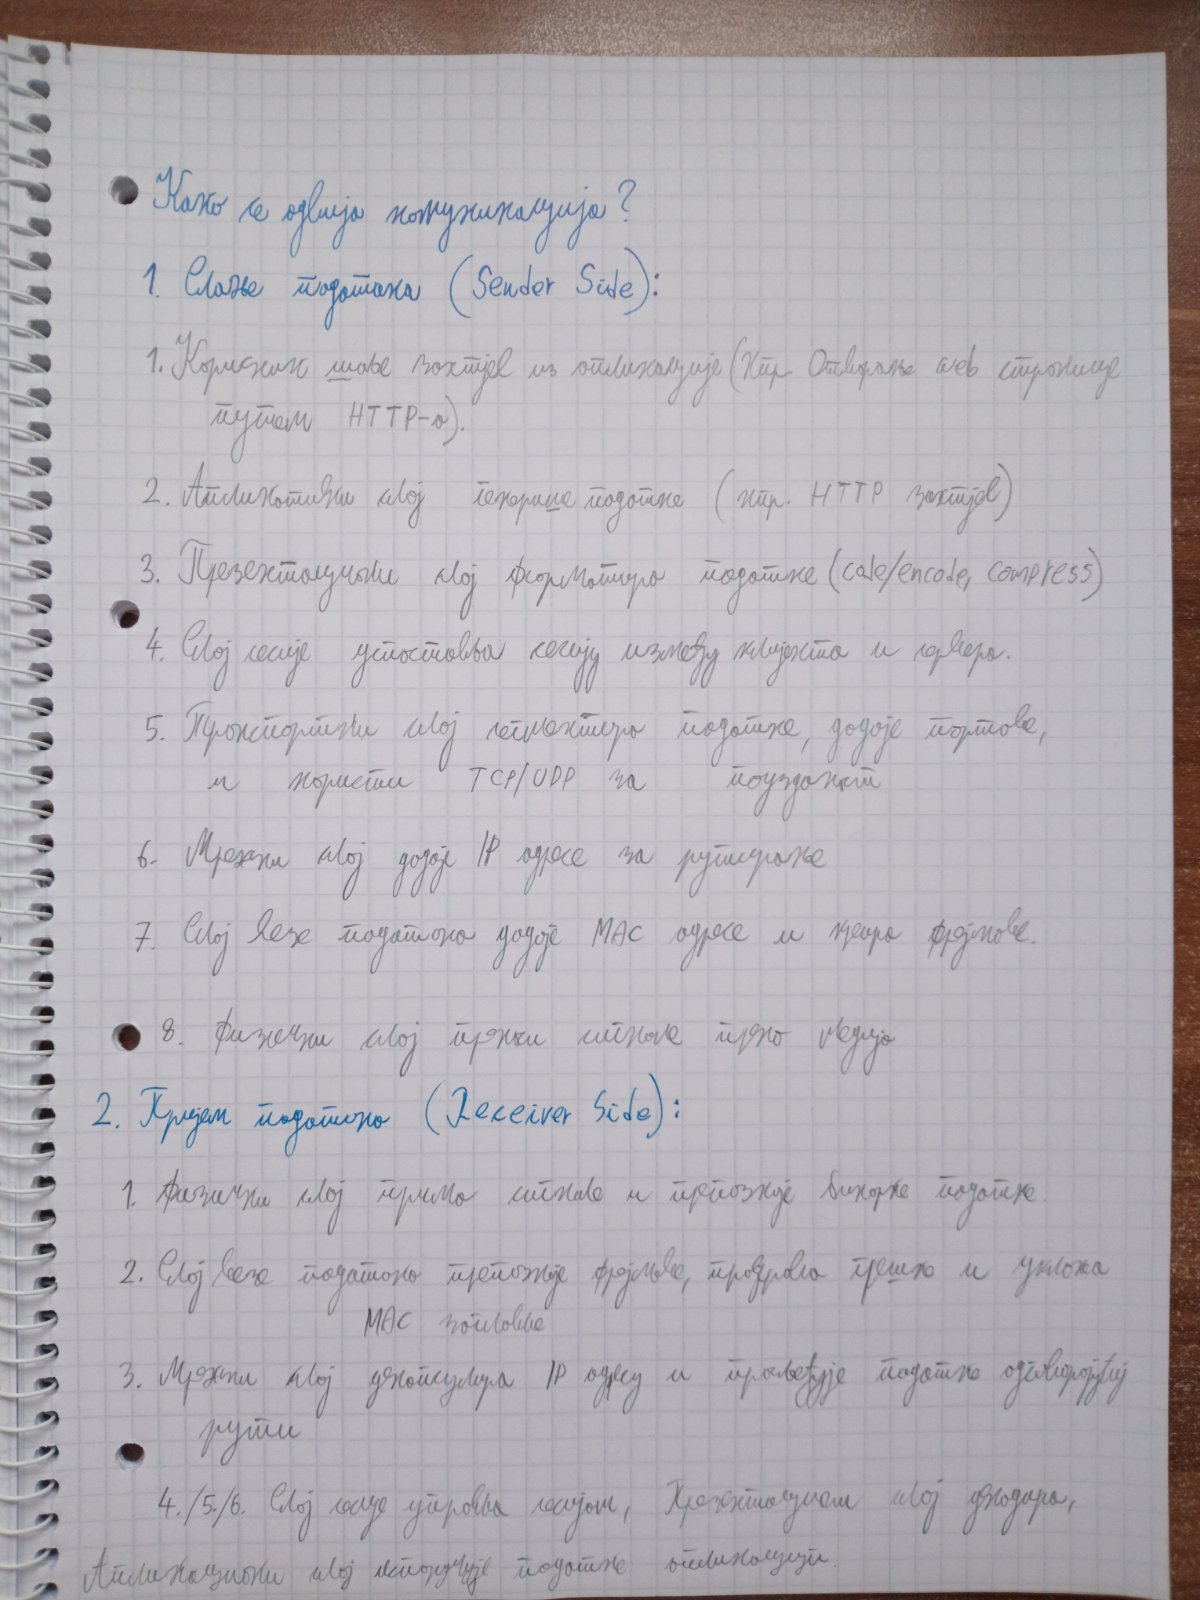 Како се одвија комуникација?
1. Слање података (Sender Side):
1. Корисник шаље захтјев из апликације (Нпр. Отварање web странице
путем HTTP-а).
2. Апликативни слој генерише податке (нпр. HTTP захтјев)
3. Презентациони слој форматира податке (code/encode, compress)
4. Слој сесије успоставља сесију између клијента и сервера.
5. Транспортни слој сегментира податке, додаје портове,
и користи TCP/UDP за поузданост
6. Мрежни слој додаје IP адресе за рутирање
7. Слој везе података додаје MAC адресе и креира фрејмове.
8. Физички слој преноси сигнале преко медија
2. Пријем података (Receiver Side):
1. Физички слој прима сигнале и препознаје бинарне податке.
2. Слој везе података препознаје фрејмове, провјерава грешке и уклања
MAC заглавље
3. Мрежни слој декапсулира IP адресу и прослеђује податке одговарајућој
рути
4./5./6. Слој сесије управља сесијом, Презентациони слој декодира,
Апликациони слој испоручује податке апликацији.